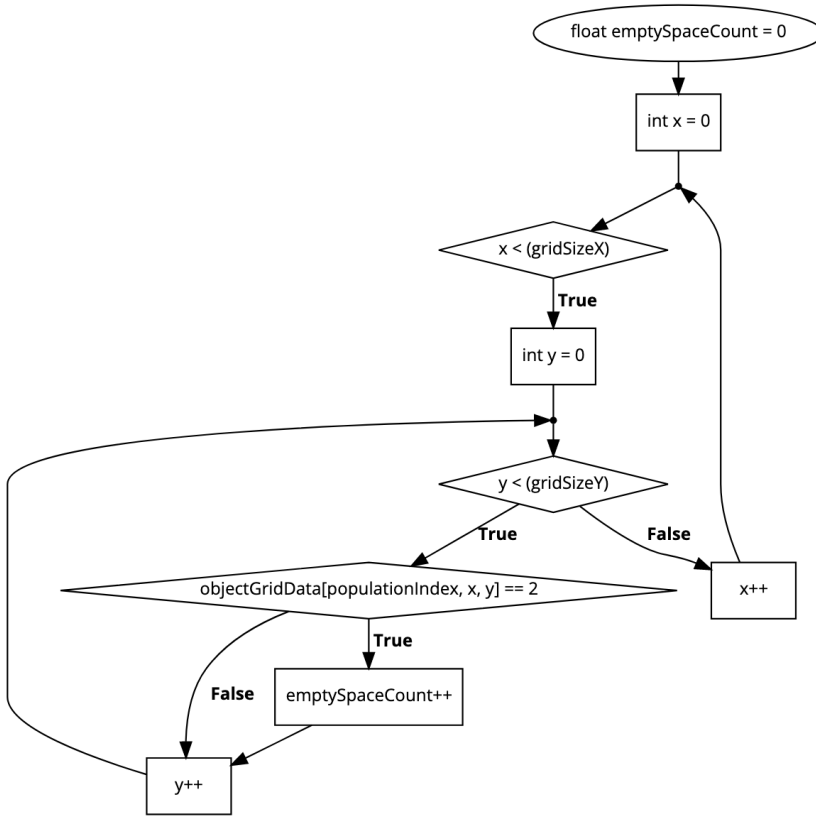 float emptySpaceCount = 0
int x = 0
x < (gridSizeX)
True
int y = 0
y < (gridSizeY)
True
False
objectGridData[populationIndex, x, y] == 2
x++
True
False
emptySpaceCount++
y++